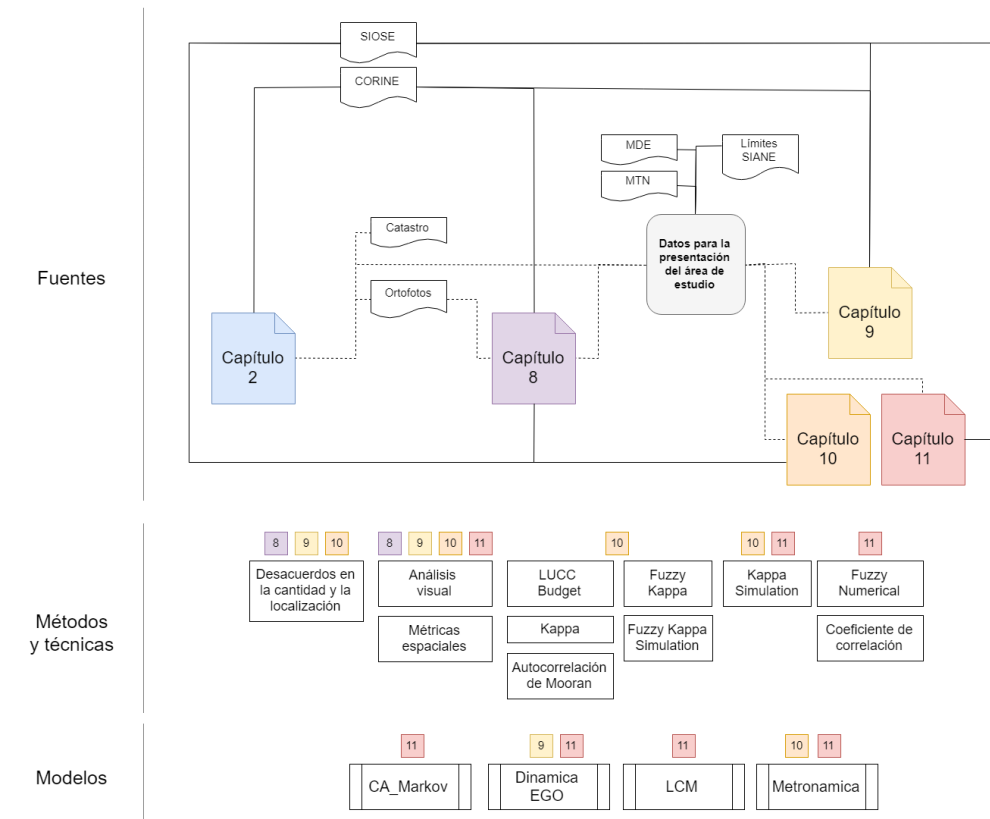 SIOSE
CORINE
MDE
Límites
SIANE
MTN
Catastro
Datos para la
presentación
del área de
estudio
Fuentes
Ortofotos
Capítulo
9
Capítulo
2
Capítulo
8
Capítulo
10
Capítulo
11
8 9 10
8 9 10 11
10
10 11
11
Desacuerdos en
la cantidad y la
localización
Análisis
visual
LUCC
Budget
Fuzzy
Kappa
Kappa
Simulation
Fuzzy
Numerical
Métodos
y técnicas
Métricas
espaciales
Kappa
Fuzzy Kappa
Simulation
Coeficiente de
correlación
Autocorrelación
de Mooran
Modelos
11
9 11
11
10 11
CA_Markov
Dinamica
EGO
LCM
Metronamica